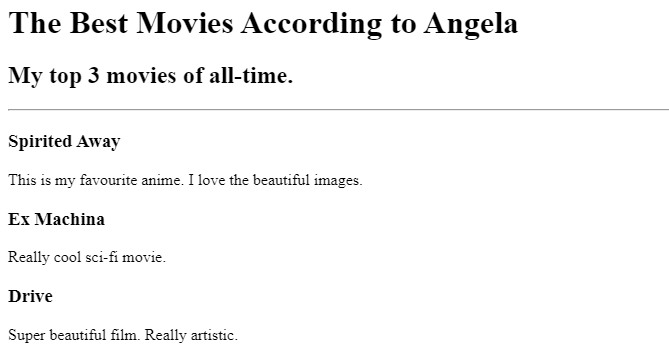 The Best Movies According to Angela
My top 3 movies of all-time.
Spirited Away
This is my favourite anime. I love the beautiful images.
Ex Machina
Really cool sci-fi movie.
Drive
Super beautiful film. Really artistic.